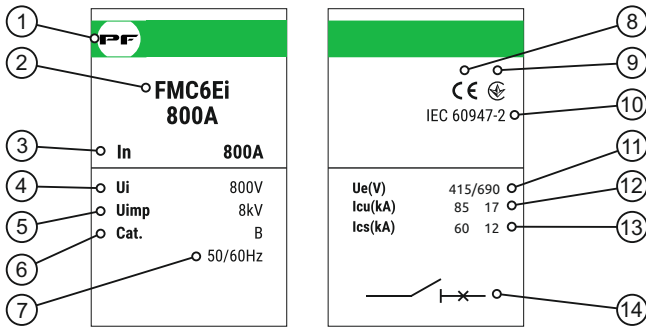 1
PF
2
FMC6Ei
800A
3
In 800A
4
Ui 800V
5
Uimp 8kV
6
Cat. B
7
50/60Hz
8
9
CE
IEC 60947-2
10
11
Ue(V) 415/690
12
Icu(kA) 85 17
13
Ics(kA) 60 12
14